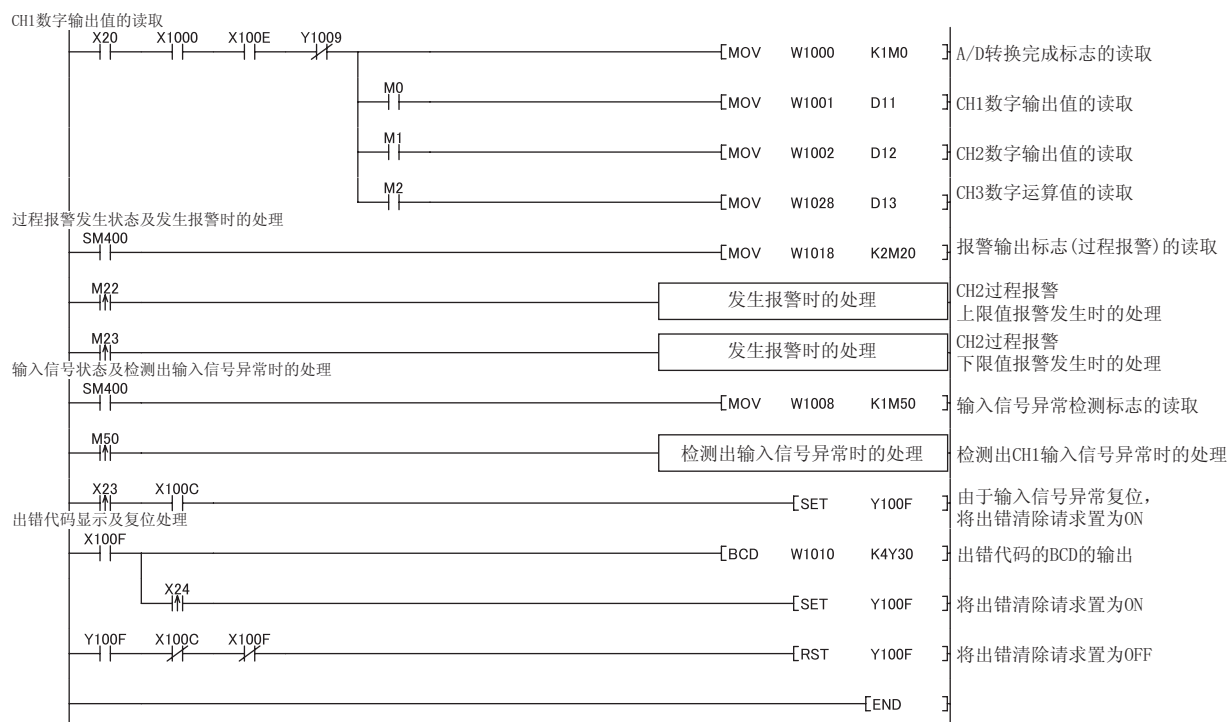 CH1数字输出值的读取
X20 X1000 X100E Y1009
MOV W1000 K1M0 A/D转换完成标志的读取
M0
MOV W1001 D11 CH1数字输出值的读取
M1
MOV W1002 D12 CH2数字输出值的读取
M2
MOV W1028 D13 CH3数字运算值的读取
过程报警发生状态及发生报警时的处理
SM400
MOV W1018 K2M20 报警输出标志(过程报警)的读取
M22
发生报警时的处理 CH2过程报警
上限值报警发生时的处理
M23
发生报警时的处理 CH2过程报警
下限值报警发生时的处理
输入信号状态及检测出输入信号异常时的处理
SM400
MOV W1008 K1M50 输入信号异常检测标志的读取
M50
检测出输入信号异常时的处理 检测出CH1输入信号异常时的处理
X23 X100C
SET Y100F 由于输入信号异常复位，
将出错清除请求置为ON
出错代码显示及复位处理
X100F
BCD W1010 K4Y30 出错代码的BCD的输出
X24
SET Y100F 将出错清除请求置为ON
Y100F X100C X100F
RST Y100F 将出错清除请求置为OFF
END